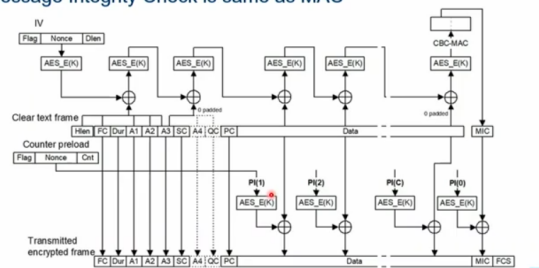 essage Integrity Check is same as MAC
IV
Flag Nonce Dlen
CBC-MAC
AES_E(K) AES_E(K) AES_E(K) AES_E(K) AES_E(K) AES_E(K)
0 padded 0 padded
Clear text frame
Hlen FC Dur A1 A2 A3 SC A4 QC PC Data MIC
Counter preload
Flag Nonce Cnt
PI(1) PI(2) PI(C) PI(0)
AES_E(K) AES_E(K) AES_E(K) AES_E(K)
Transmitted
encrypted frame
FC Dur A1 A2 A3 SC A4 QC PC Data MIC FCS